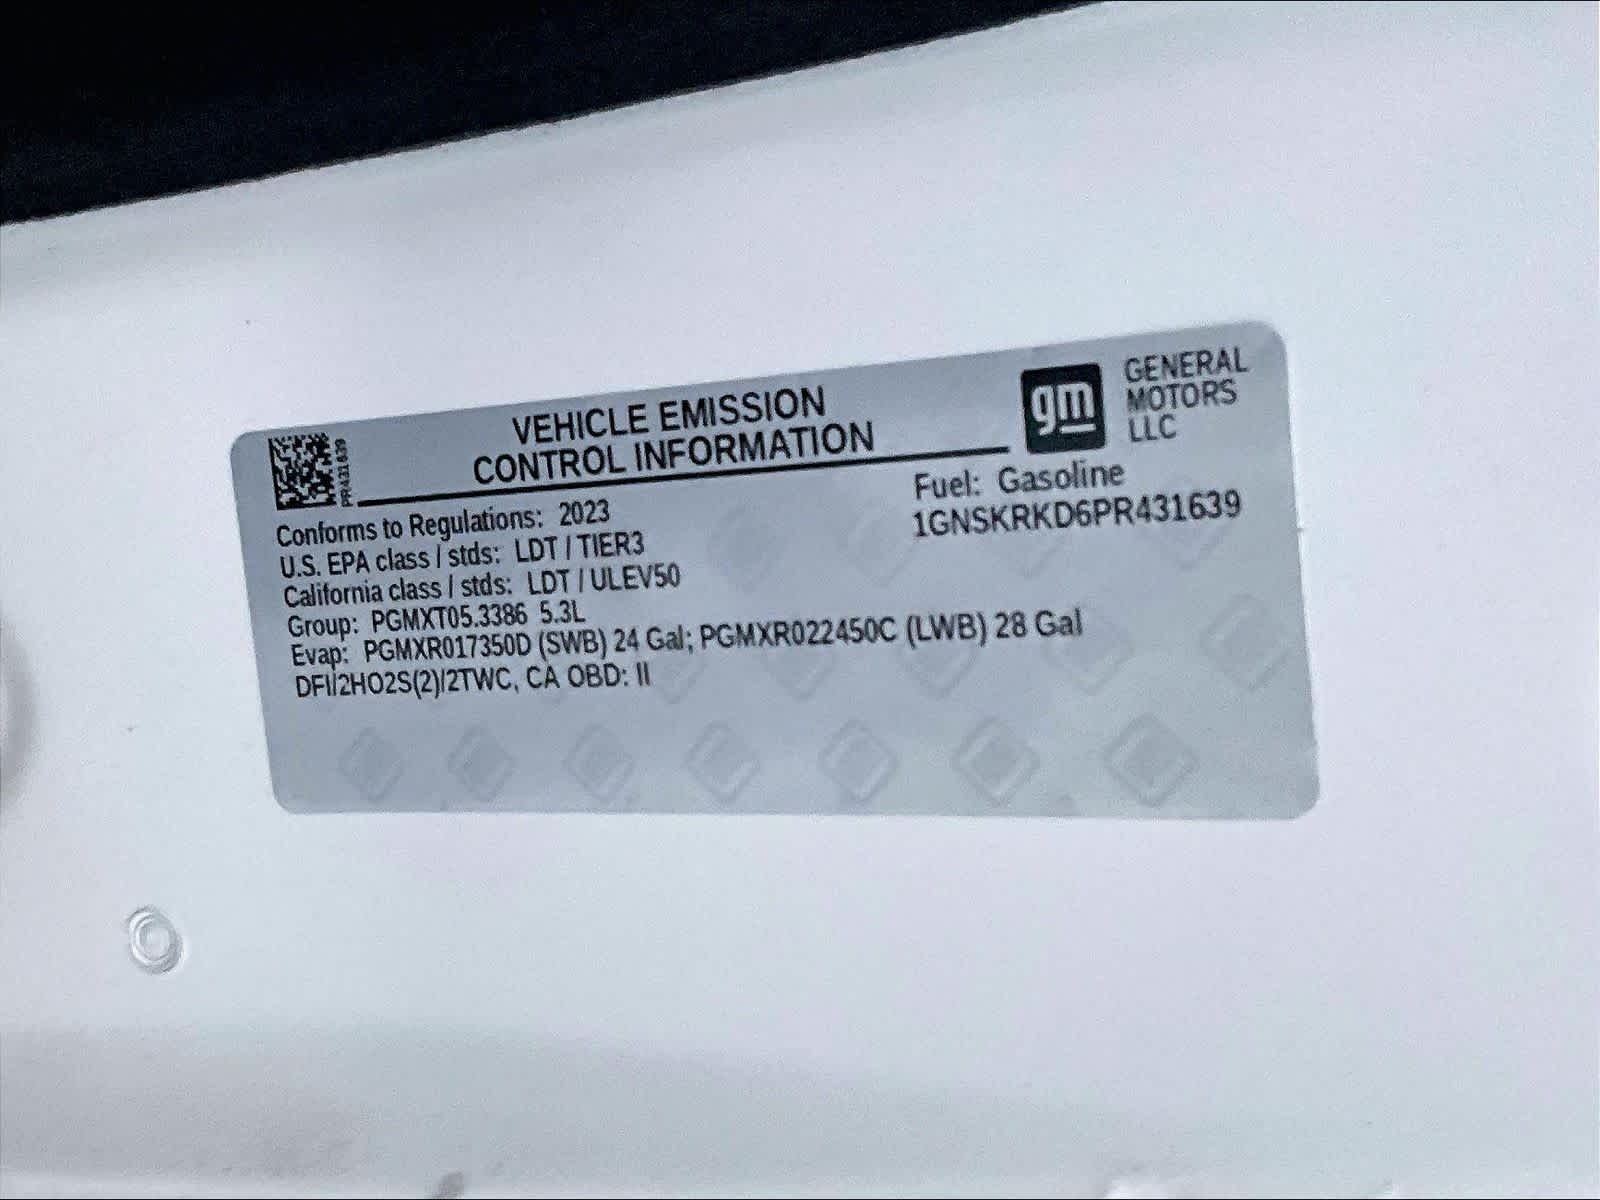 PR431639
VEHICLE EMISSION
CONTROL INFORMATION
gm
GENERAL
MOTORS
LLC
Fuel: Gasoline
1GNSKRKD6PR431639
Conforms to Regulations: 2023
U.S. EPA class / stds: LDT / TIER3
California class / stds: LDT / ULEV50
Group: PGMXT05.3386 5.3L
Evap: PGMXR017350D (SWB) 24 Gal; PGMXR022450C (LWB) 28 Gal
DFI/2HO2S(2)/2TWC, CA OBD: II